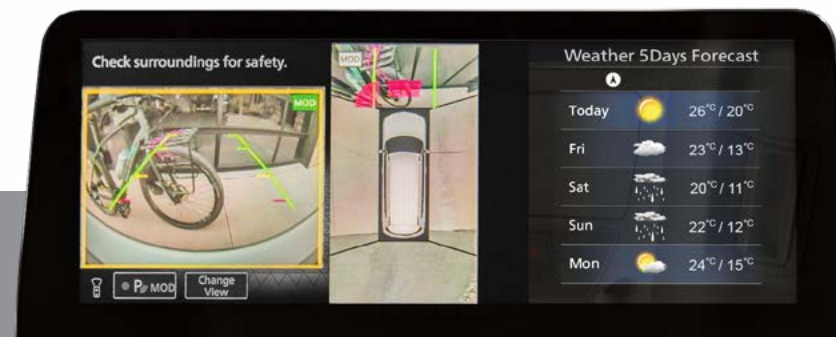 Check surroundings for safety.
MOD
P MOD
Change
View
MOD
Weather 5Days Forecast
Today 26°C / 20°C
Fri 23°C / 13°C
Sat 20°C / 11°C
Sun 22°C / 12°C
Mon 24°C / 15°C